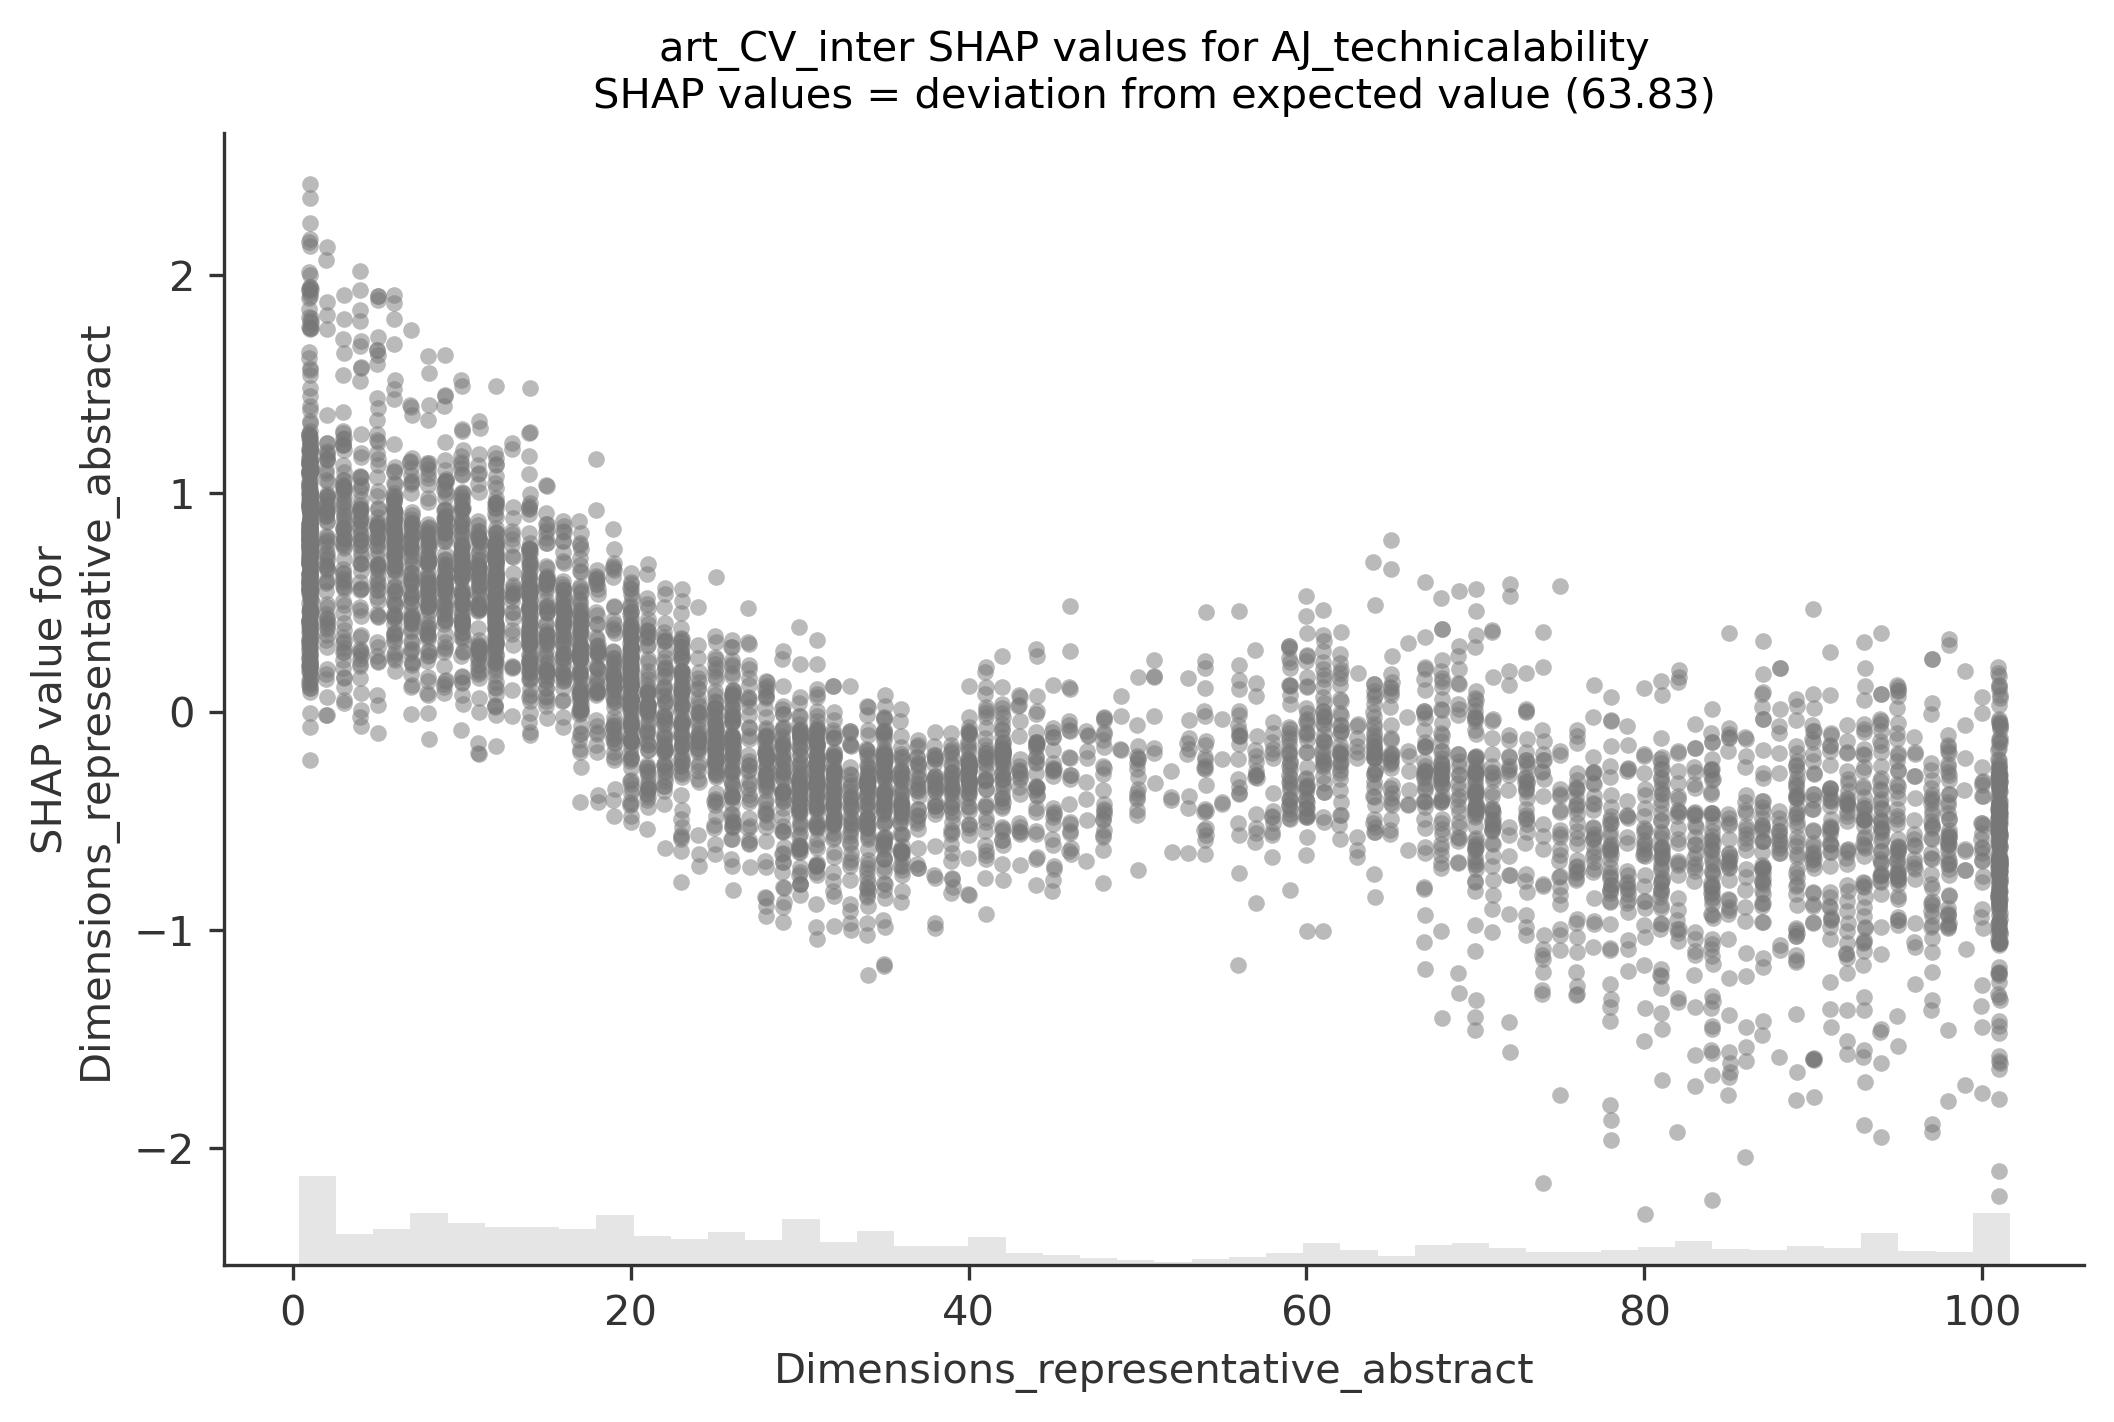 art_CV_inter SHAP values for AJ_technicalability
SHAP values = deviation from expected value (63.83)
SHAP value for
Dimensions_representative_abstract
2
1
0
−1
−2
0
20
40
60
80
100
Dimensions_representative_abstract